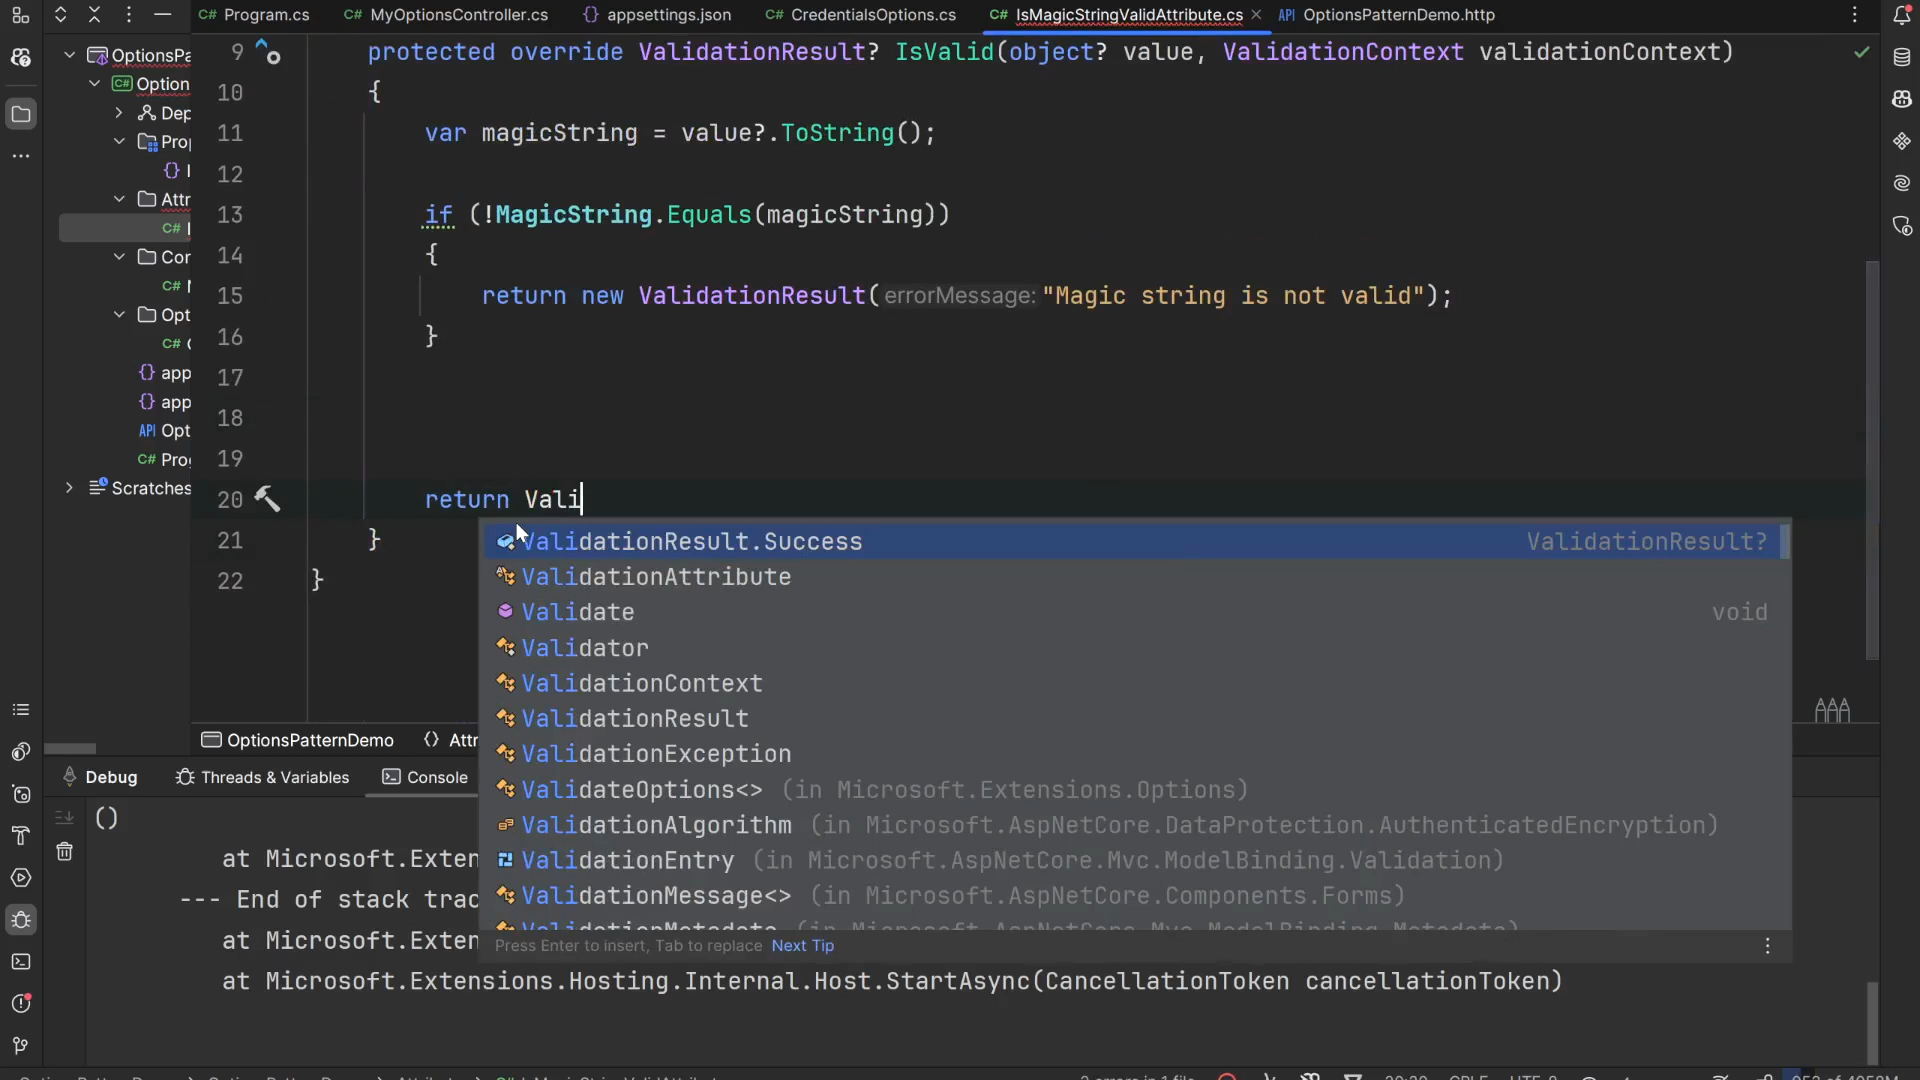 C# Program.cs C# MyOptionsController.cs {} appsettings.json C# CredentialsOptions.cs C# IsMagicStringValidAttribute.cs API OptionsPatternDemo.http
OptionsPa
C# Option
Dep
Pro
{} I
Attr
C# I
Con
C#
Opt
C#
{} app
{} app
API Opt
C# Pro
Scratches
9 protected override ValidationResult? IsValid(object? value, ValidationContext validationContext)
10 {
11 var magicString = value?.ToString();
12
13 if (!MagicString.Equals(magicString))
14 {
15 return new ValidationResult(errorMessage: "Magic string is not valid");
16 }
17
18
19
20 return Vali
21 }
22 }
ValidationResult.Success ValidationResult?
ValidationAttribute
Validate void
Validator
ValidationContext
ValidationResult
ValidationException
ValidateOptions<> (in Microsoft.Extensions.Options)
ValidationAlgorithm (in Microsoft.AspNetCore.DataProtection.AuthenticatedEncryption)
ValidationEntry (in Microsoft.AspNetCore.Mvc.ModelBinding.Validation)
ValidationMessage<> (in Microsoft.AspNetCore.Components.Forms)
Press Enter to insert, Tab to replace Next Tip
OptionsPatternDemo Attr
Debug Threads & Variables Console
()
at Microsoft.Exten
--- End of stack trac
at Microsoft.Exten
at Microsoft.Extensions.Hosting.Internal.Host.StartAsync(CancellationToken cancellationToken)